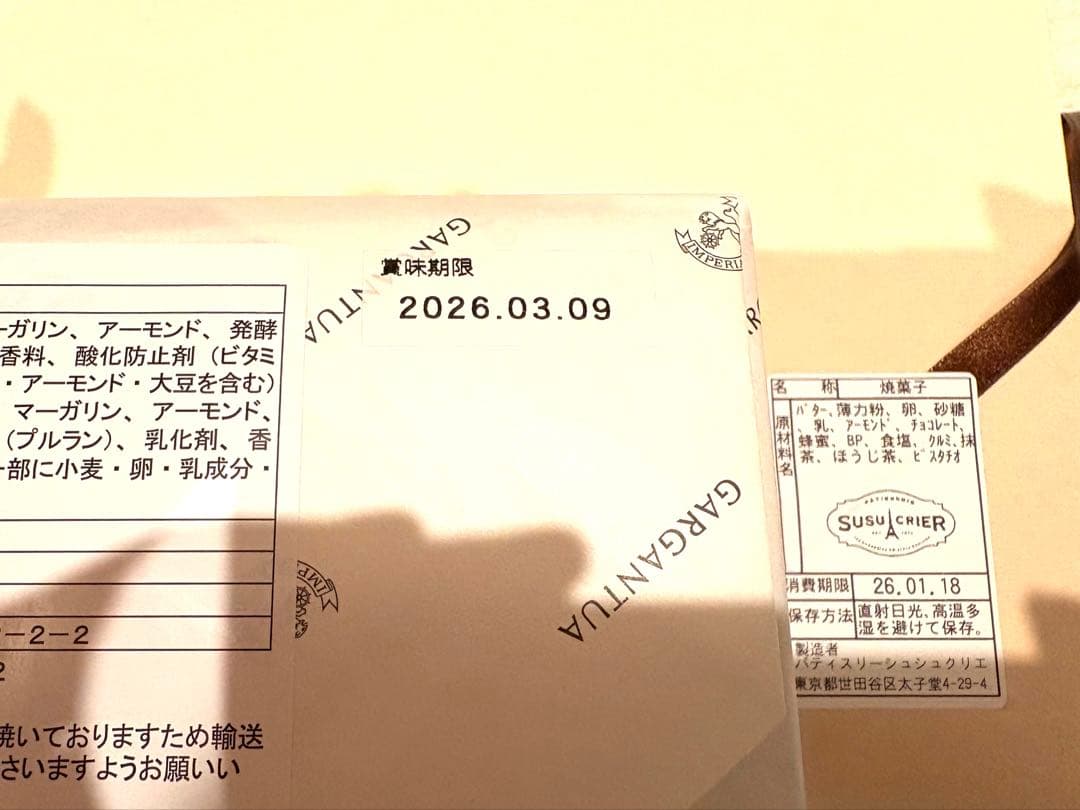 賞味期限
2026.03.09
GARGANTUA
GARGANTUA
IMPERI
IMP
ーガリン、アーモンド、発酵
香料、酸化防止剤（ビタミ
・アーモンド・大豆を含む）
マーガリン、アーモンド、
（プルラン）、乳化剤、香
一部に小麦・卵・乳成分・
−2−2
2
焼いておりますため輸送
さいますようお願いい
名称 焼菓子
原材料名
バター、薄力粉、卵、砂糖
、乳、アーモンド、チョコレート、
蜂蜜、BP、食塩、クルミ、抹
茶、ほうじ茶、ピスタチオ
PATISSERIE
SUSUCRIER
消費期限 26.01.18
保存方法 直射日光、高温多
湿を避けて保存。
製造者
パティスリーシュシュクリエ
東京都世田谷区太子堂4-29-4